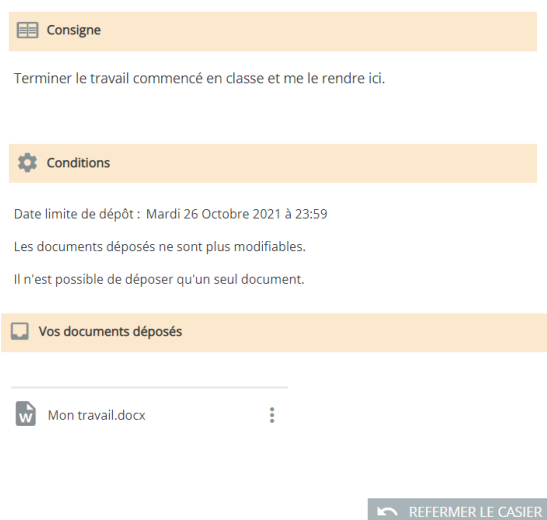 Consigne
Terminer le travail commencé en classe et me le rendre ici.
Conditions
Date limite de dépôt : Mardi 26 Octobre 2021 à 23:59
Les documents déposés ne sont plus modifiables.
Il n'est possible de déposer qu'un seul document.
Vos documents déposés
W Mon travail.docx
REFERMER LE CASIER